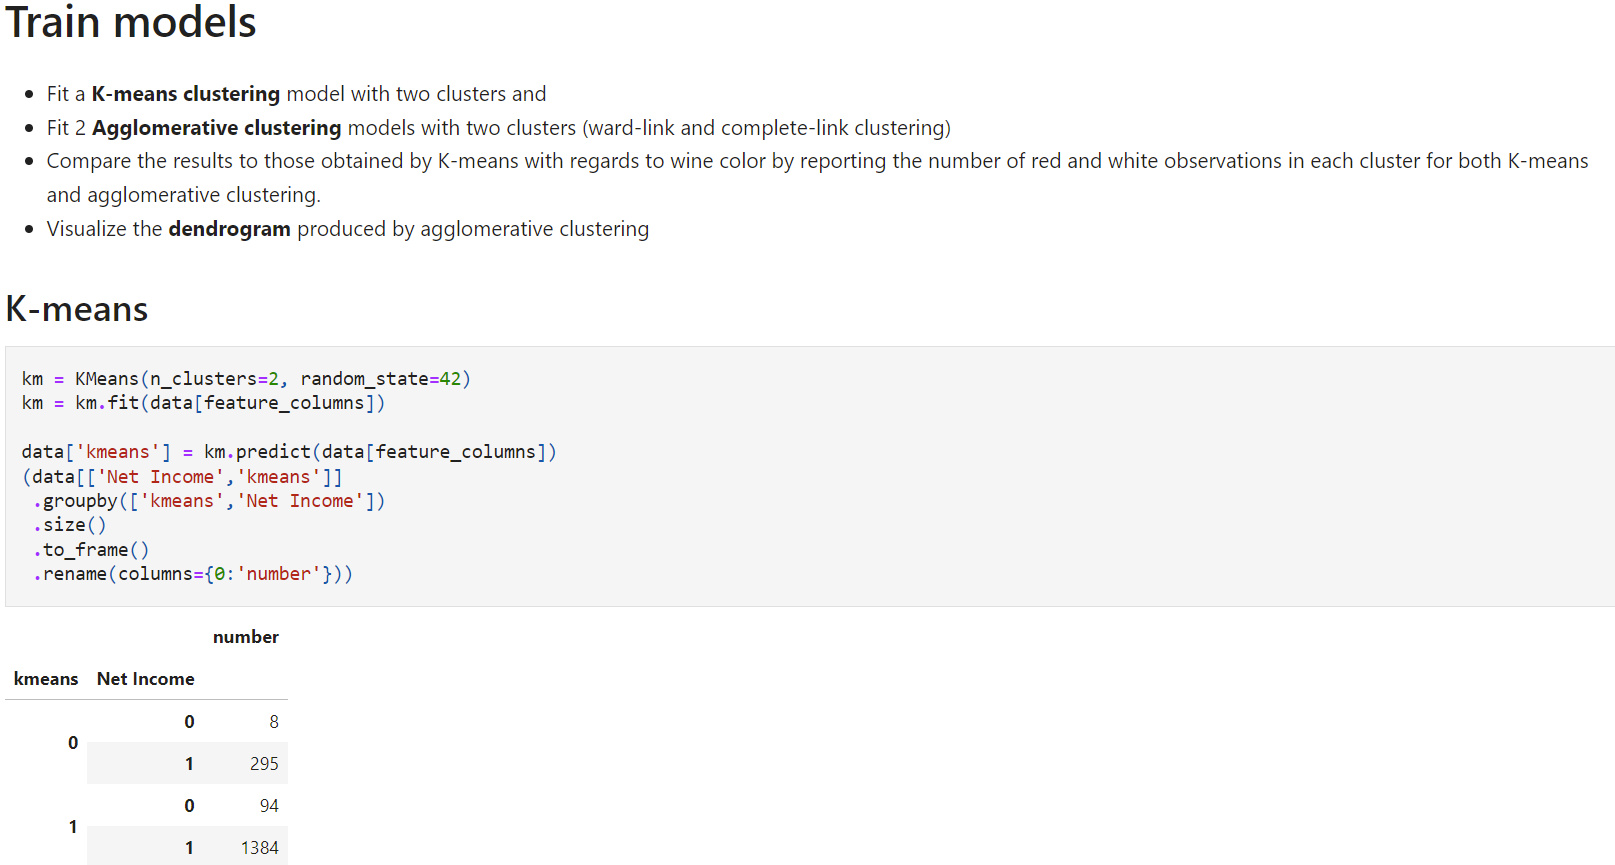 Train models
• Fit a K-means clustering model with two clusters and
• Fit 2 Agglomerative clustering models with two clusters (ward-link and complete-link clustering)
• Compare the results to those obtained by K-means with regards to wine color by reporting the number of red and white observations in each cluster for both K-means
and agglomerative clustering.
• Visualize the dendrogram produced by agglomerative clustering
K-means
km = KMeans(n_clusters=2, random_state=42)
km = km.fit(data[feature_columns])

data['kmeans'] = km.predict(data[feature_columns])
(data[['Net Income','kmeans']]
 .groupby(['kmeans','Net Income'])
 .size()
 .to_frame()
 .rename(columns={0:'number'}))
number
kmeans Net Income
0 0 8
1 295
1 0 94
1 1384